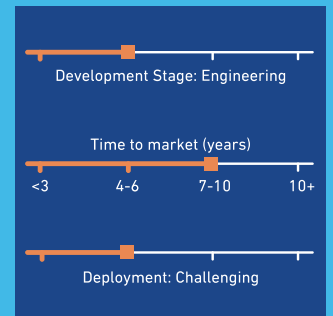 Development Stage: Engineering
Time to market (years)
<3 4-6 7-10 10+
Deployment: Challenging